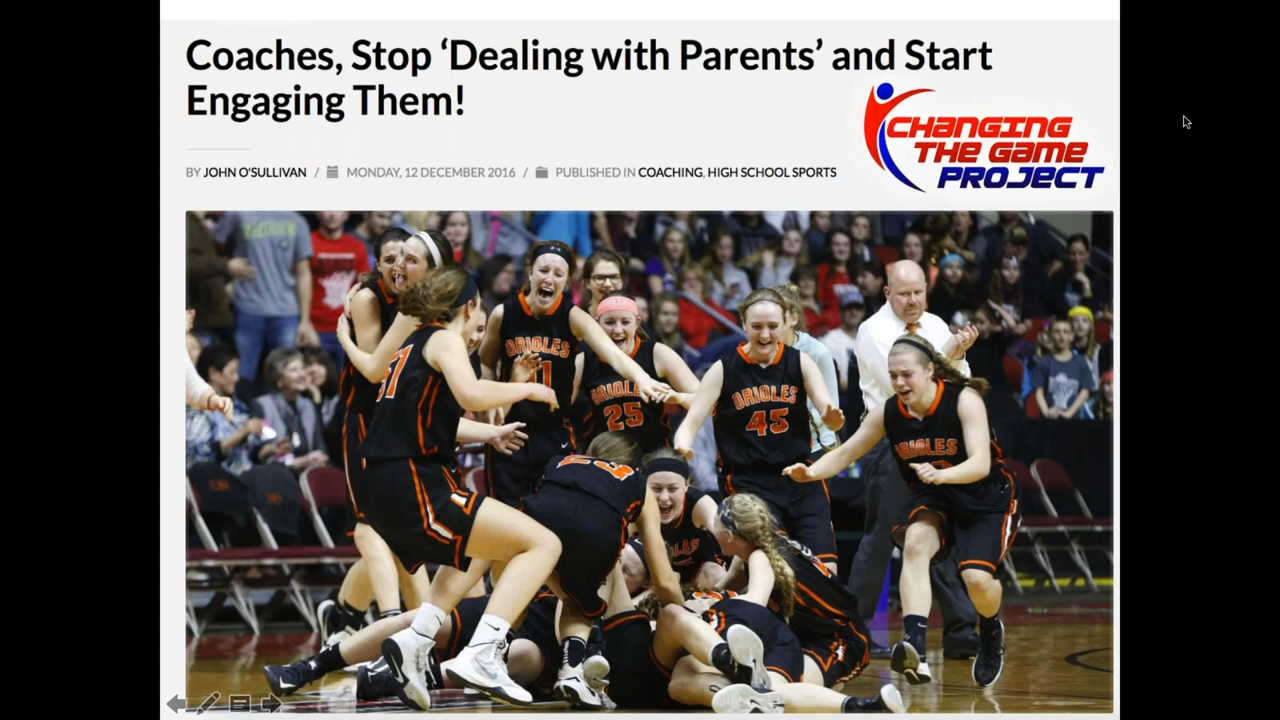 Coaches, Stop ‘Dealing with Parents’ and Start
Engaging Them!
CHANGING
THE GAME
PROJECT
BY JOHN O'SULLIVAN / MONDAY, 12 DECEMBER 2016 / PUBLISHED IN COACHING, HIGH SCHOOL SPORTS
ORIOLES
11
ORIOLES
25
ORIOLES
45